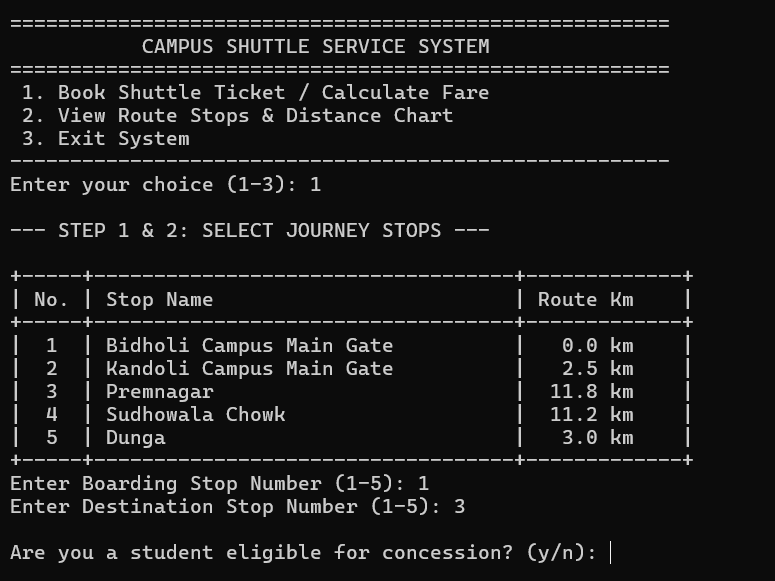 =======================================================
           CAMPUS SHUTTLE SERVICE SYSTEM
=======================================================
 1. Book Shuttle Ticket / Calculate Fare
 2. View Route Stops & Distance Chart
 3. Exit System
-------------------------------------------------------
Enter your choice (1-3): 1

--- STEP 1 & 2: SELECT JOURNEY STOPS ---

+-----+-----------------------------------+-------------+
| No. | Stop Name                         | Route Km    |
+-----+-----------------------------------+-------------+
|  1  | Bidholi Campus Main Gate          |   0.0 km    |
|  2  | Kandoli Campus Main Gate          |   2.5 km    |
|  3  | Premnagar                         |  11.8 km    |
|  4  | Sudhowala Chowk                   |  11.2 km    |
|  5  | Dunga                             |   3.0 km    |
+-----+-----------------------------------+-------------+
Enter Boarding Stop Number (1-5): 1
Enter Destination Stop Number (1-5): 3

Are you a student eligible for concession? (y/n):